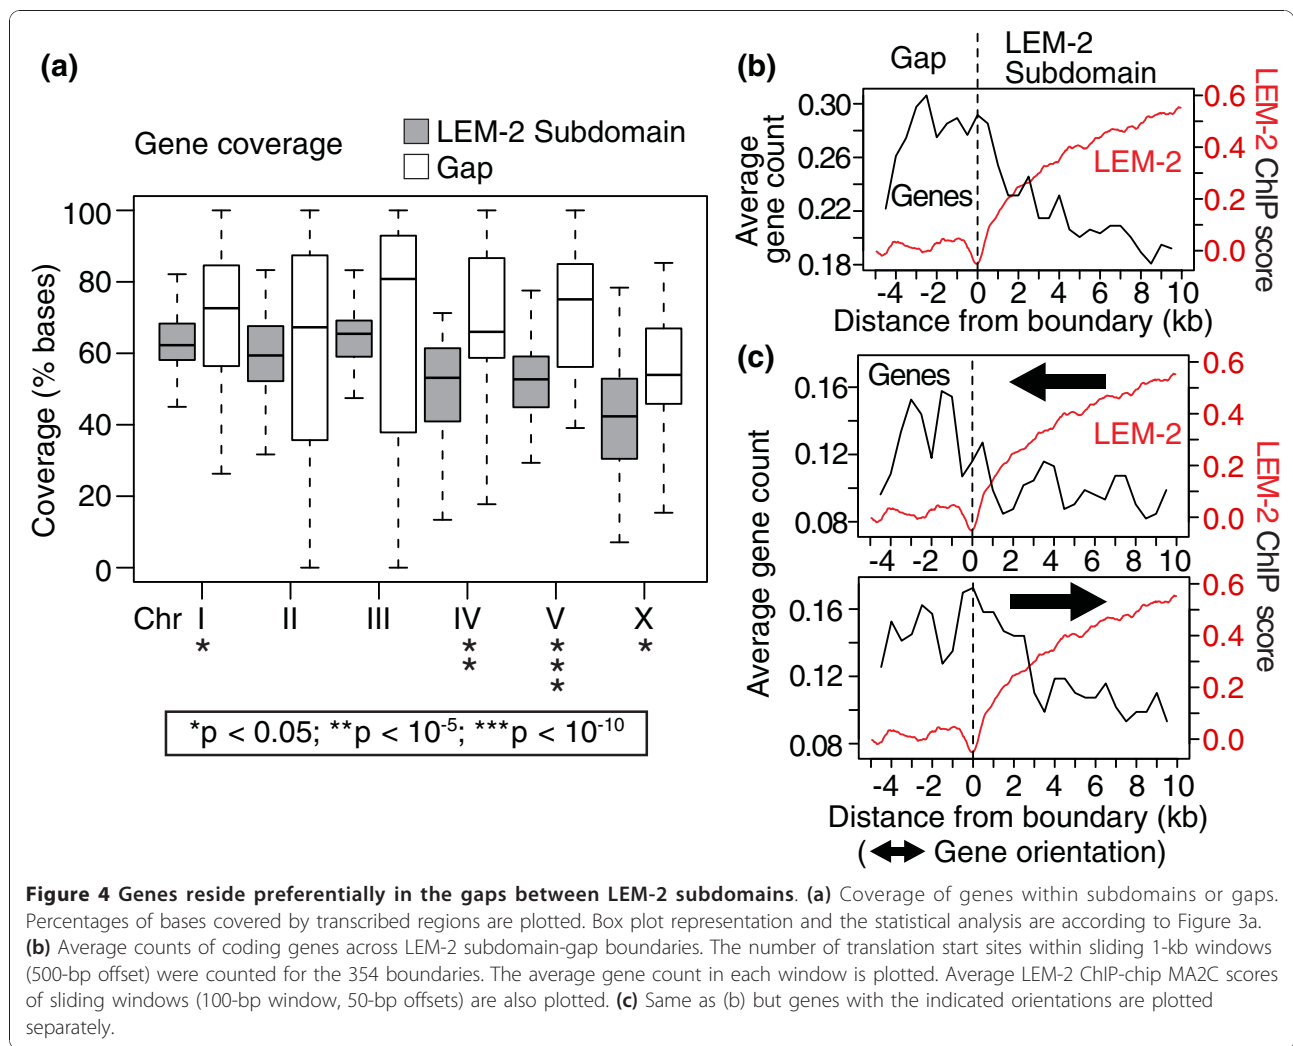 (a)
Gene coverage
LEM-2 Subdomain
Gap
Coverage (% bases)
100
80
60
40
20
0
Chr I II III IV V X
* ** *** *
*p < 0.05; **p < 10-5; ***p < 10-10
(b)
Gap
LEM-2
Subdomain
Average
gene count
0.30
0.26
0.22
0.18
Genes
LEM-2
0.6
0.4
0.2
0.0
LEM-2 ChIP score
-4 -2 0 2 4 6 8 10
Distance from boundary (kb)
(c)
Average gene count
0.16
0.12
0.08
Genes
LEM-2
0.6
0.4
0.2
0.0
LEM-2 ChIP score
-4 -2 0 2 4 6 8 10
0.16
0.12
0.08
0.6
0.4
0.2
0.0
-4 -2 0 2 4 6 8 10
Distance from boundary (kb)
( Gene orientation)
Figure 4 Genes reside preferentially in the gaps between LEM-2 subdomains. (a) Coverage of genes within subdomains or gaps.
Percentages of bases covered by transcribed regions are plotted. Box plot representation and the statistical analysis are according to Figure 3a.
(b) Average counts of coding genes across LEM-2 subdomain-gap boundaries. The number of translation start sites within sliding 1-kb windows
(500-bp offset) were counted for the 354 boundaries. The average gene count in each window is plotted. Average LEM-2 ChIP-chip MA2C scores
of sliding windows (100-bp window, 50-bp offsets) are also plotted. (c) Same as (b) but genes with the indicated orientations are plotted
separately.